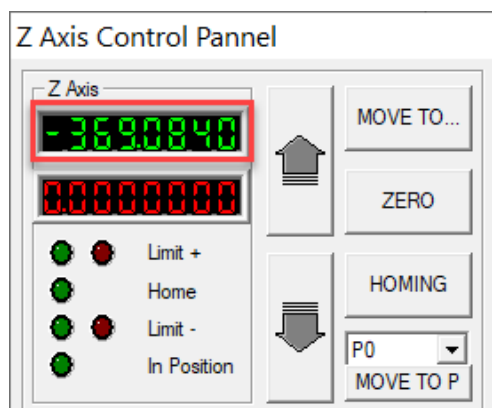 Z Axis Control Pannel
Z Axis
-369.0840
0.0000000
Limit +
Home
Limit -
In Position
MOVE TO...
ZERO
HOMING
P0
MOVE TO P